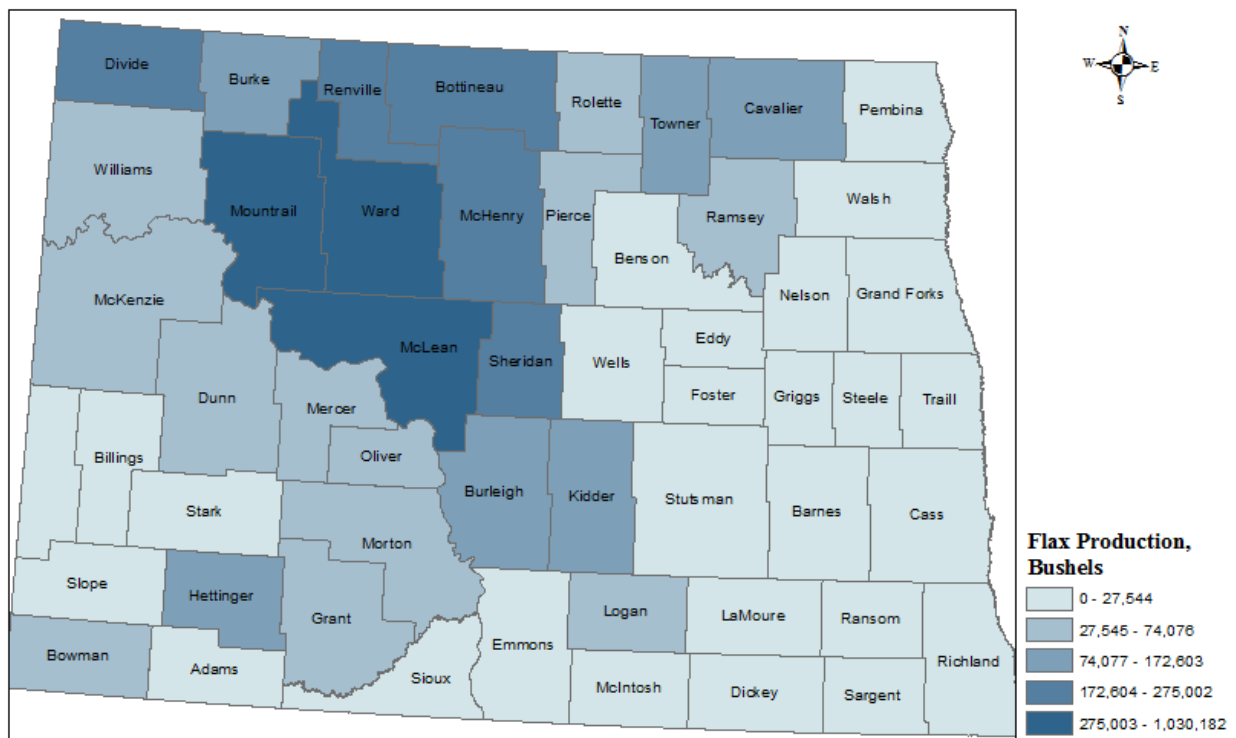 N
W E
S
Divide
Burke
Renville
Bottineau
Rolette
Towner
Cavalier
Pembina
Williams
Mountrail
Ward
McHenry
Pierce
Benson
Ramsey
Walsh
McKenzie
Nelson
Grand Forks
McLean
Sheridan
Wells
Eddy
Dunn
Mercer
Foster
Griggs
Steele
Traill
Billings
Oliver
Stark
Burleigh
Kidder
Stutsman
Barnes
Cass
Morton
Slope
Hettinger
Grant
Logan
LaMoure
Ransom
Bowman
Adams
Sioux
Emmons
McIntosh
Dickey
Sargent
Richland
Flax Production,
Bushels
0 - 27,544
27,545 - 74,076
74,077 - 172,603
172,604 - 275,002
275,003 - 1,030,182